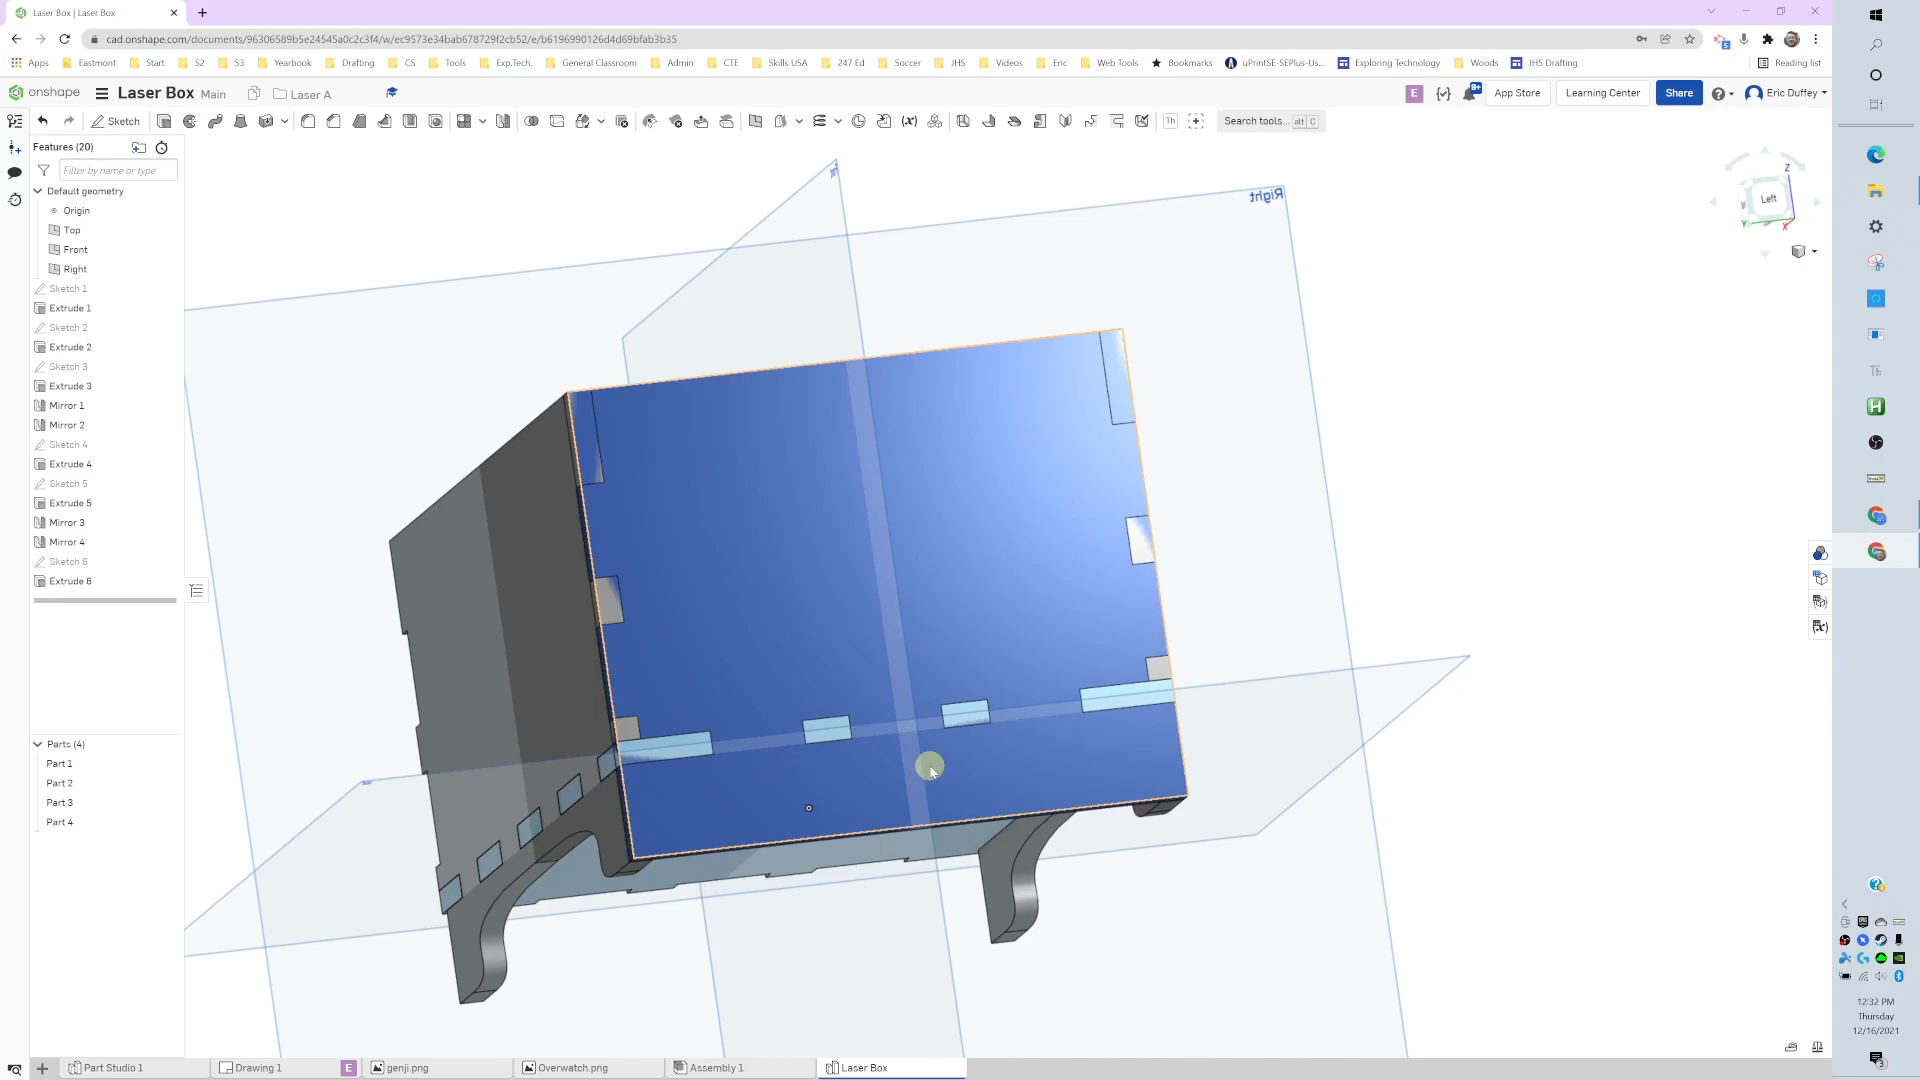 Laser Box | Laser Box
cad.onshape.com/documents/96306589b5e24545a0c2c3f4/w/ec9573e34bab678729f2cb52/e/b6196990126d4d69bfab3b35
Apps Eastmont Start S2 S3 Yearbook Drafting CS Tools Exp.Tech. General Classroom Admin CTE Skills USA 247 Ed Soccer JHS Videos Eric Web Tools Bookmarks uPrintSE-SEPlus-Us... Exploring Technology Woods JHS Drafting Reading list
onshape Laser Box Main Laser A E 9+ App Store Learning Center Share Eric Duffey
Sketch Search tools... alt C
Features (20)
Filter by name or type
Default geometry
Origin
Top
Front
Right
Sketch 1
Extrude 1
Sketch 2
Extrude 2
Sketch 3
Extrude 3
Mirror 1
Mirror 2
Sketch 4
Extrude 4
Sketch 5
Extrude 5
Mirror 3
Mirror 4
Sketch 6
Extrude 6
Parts (4)
Part 1
Part 2
Part 3
Part 4
Right
Z
Left
Y
X
Part Studio 1 Drawing 1 E genji.png Overwatch.png Assembly 1 Laser Box
12:32 PM
Thursday
12/16/2021
3